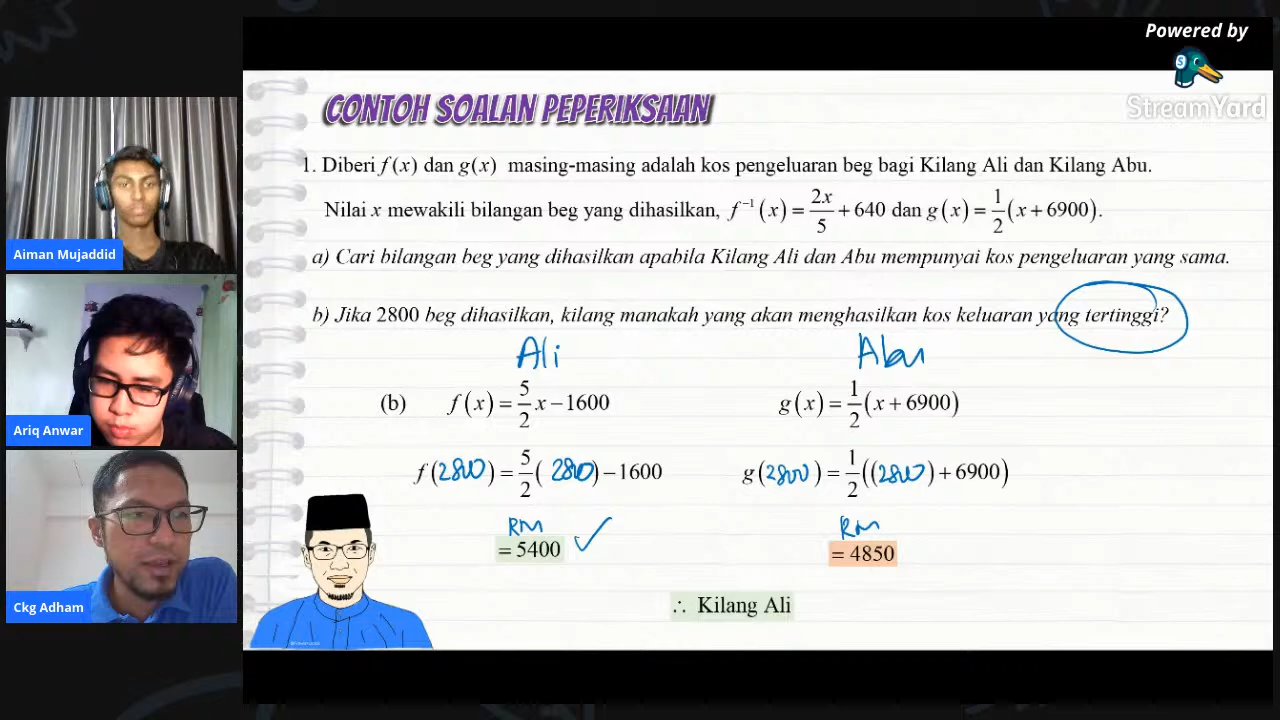 Powered by
StreamYard
CONTOH SOALAN PEPERIKSAAN
1. Diberi f(x) dan g(x) masing-masing adalah kos pengeluaran beg bagi Kilang Ali dan Kilang Abu.
Nilai x mewakili bilangan beg yang dihasilkan, f⁻¹(x) = 2x/5 + 640 dan g(x) = 1/2(x + 6900).
a) Cari bilangan beg yang dihasilkan apabila Kilang Ali dan Abu mempunyai kos pengeluaran yang sama.
b) Jika 2800 beg dihasilkan, kilang manakah yang akan menghasilkan kos keluaran yang tertinggi?
Ali Abu
(b) f(x) = 5/2 x − 1600 g(x) = 1/2(x + 6900)
f(2800) = 5/2(2800) − 1600 g(2800) = 1/2((2800) + 6900)
RM RM
= 5400 ✓ = 4850
∴ Kilang Ali
Aiman Mujaddid
Ariq Anwar
Ckg Adham